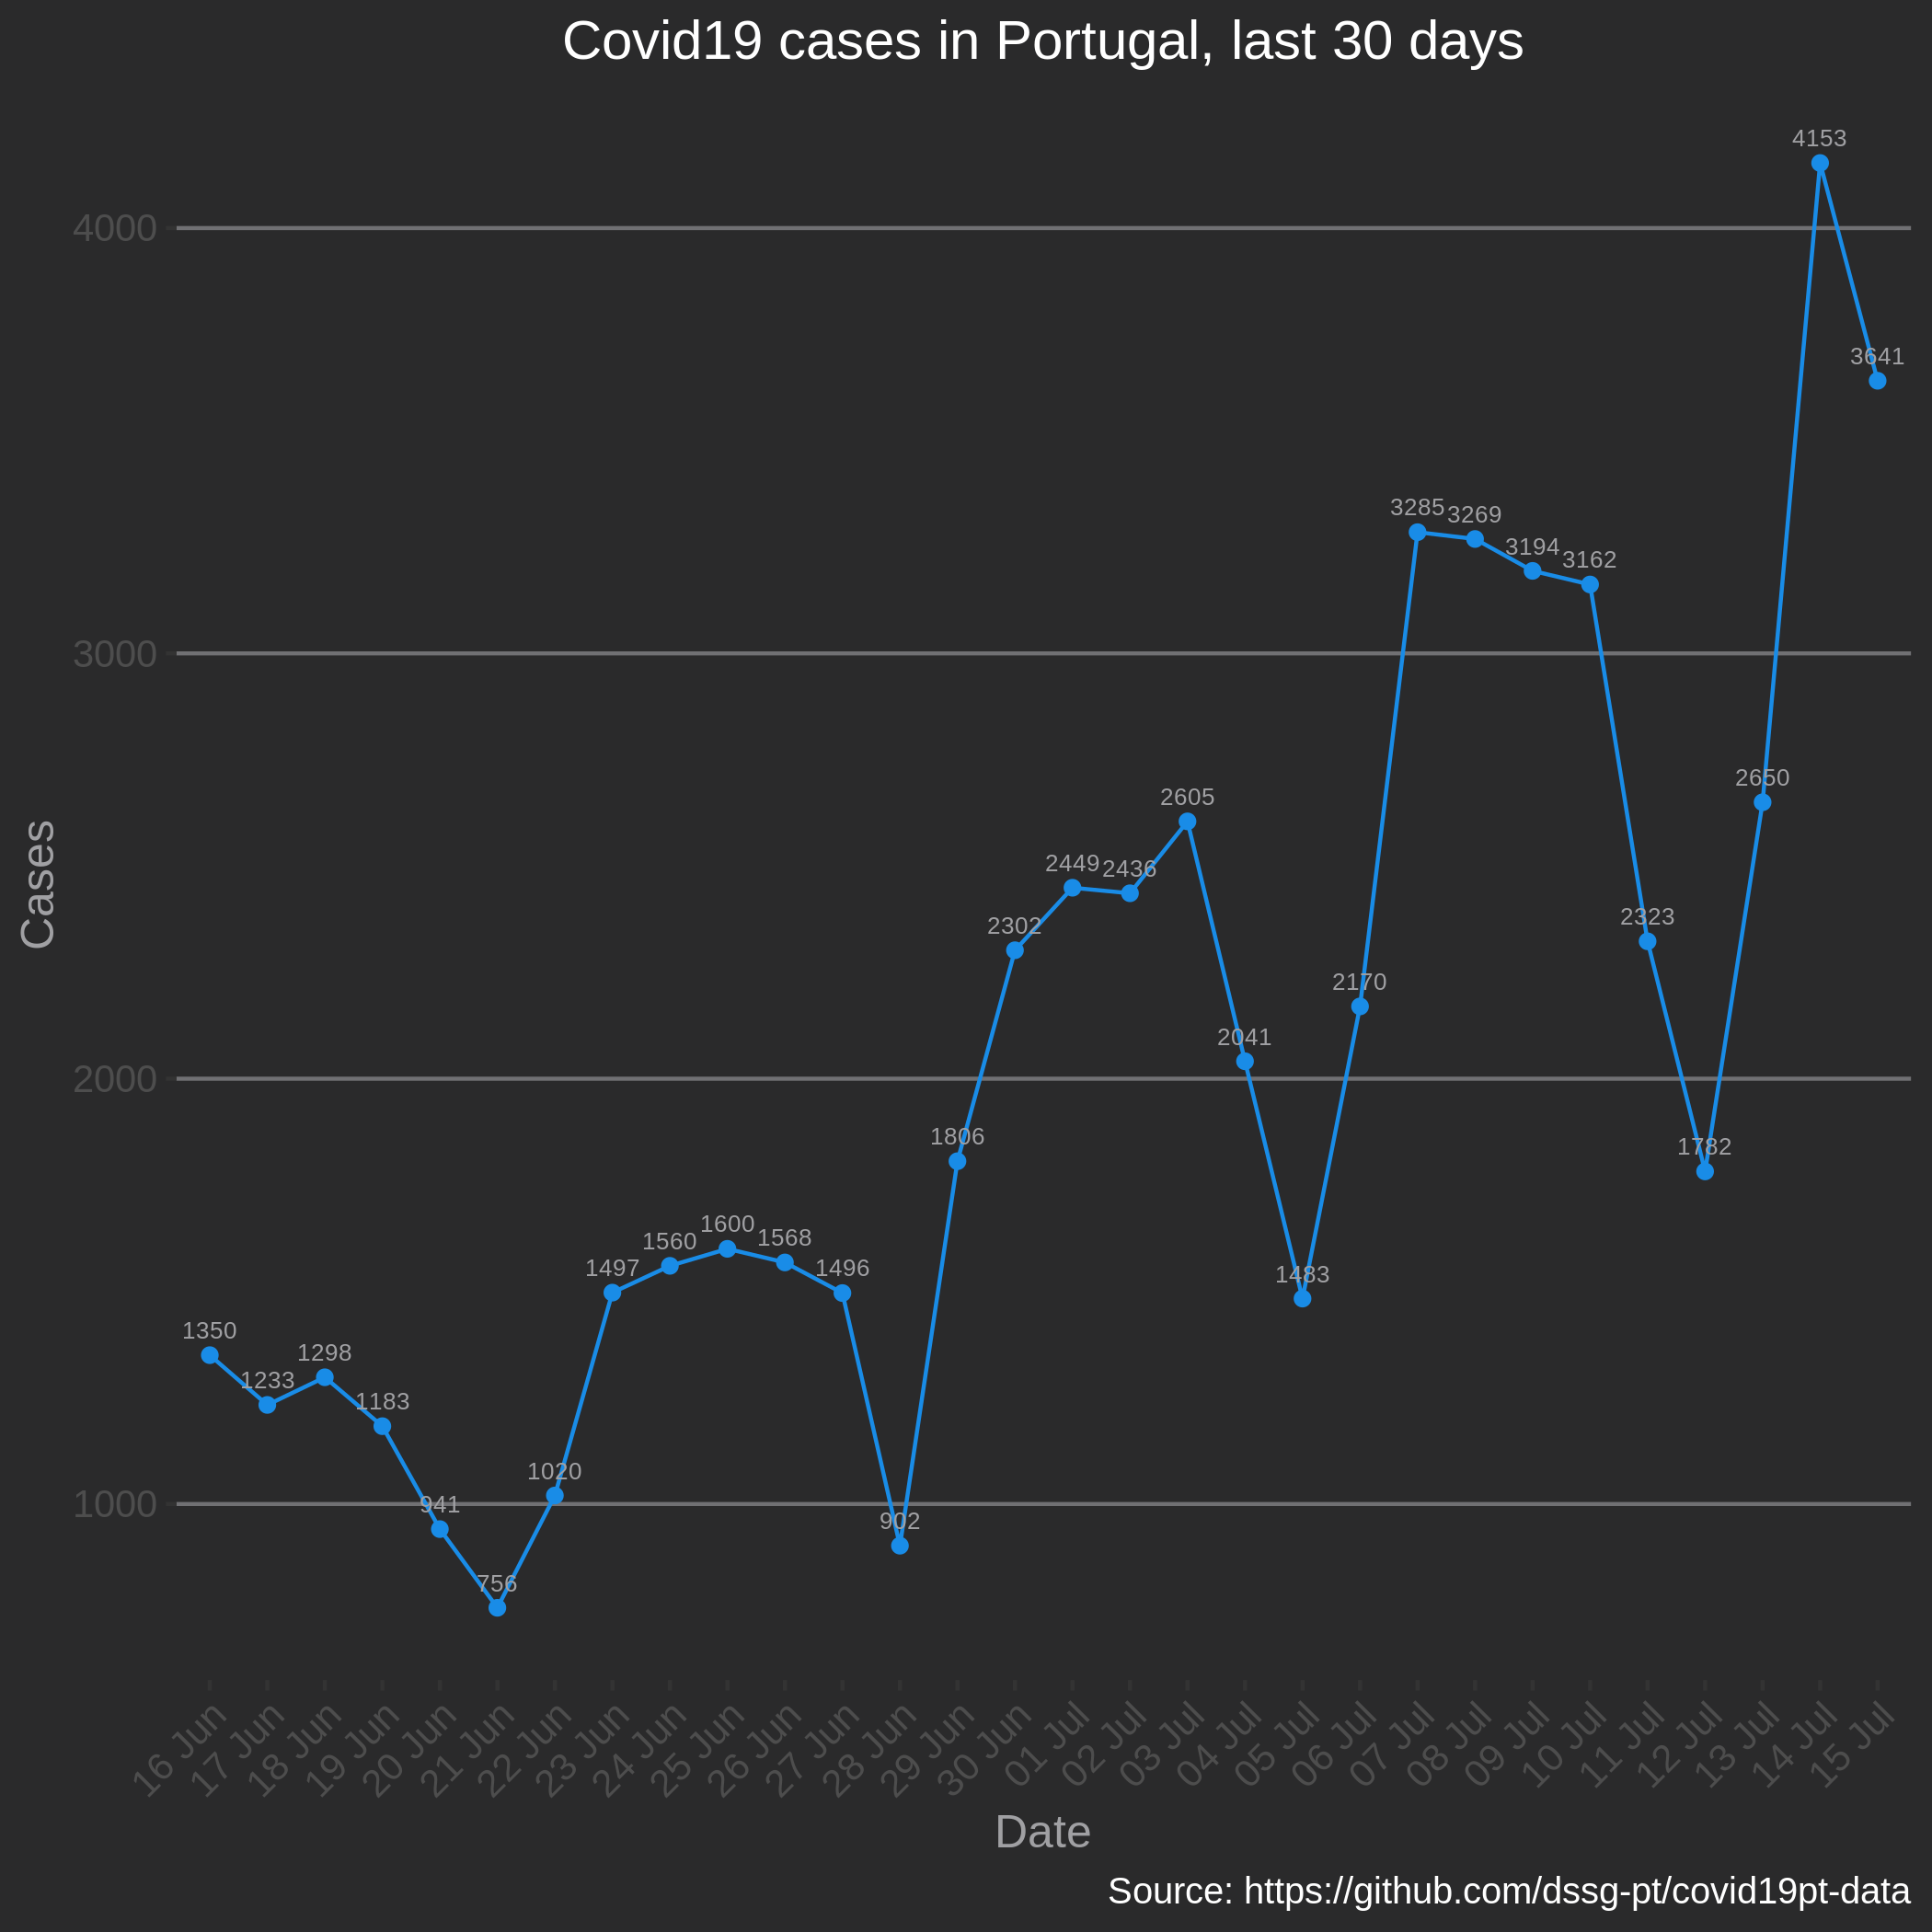 Covid19 cases in Portugal, last 30 days
4153
4000
3641
3285
3269
3194
3162
3000
2650
2605
2449
2436
2323
2302
2170
2041
2000
1806
1782
1600
1568
1560
1497
1496
1483
1350
1298
1233
1183
1020
1000
941
902
756
Cases
16 Jun
17 Jun
18 Jun
19 Jun
20 Jun
21 Jun
22 Jun
23 Jun
24 Jun
25 Jun
26 Jun
27 Jun
28 Jun
29 Jun
30 Jun
01 Jul
02 Jul
03 Jul
04 Jul
05 Jul
06 Jul
07 Jul
08 Jul
09 Jul
10 Jul
11 Jul
12 Jul
13 Jul
14 Jul
15 Jul
Date
Source: https://github.com/dssg-pt/covid19pt-data